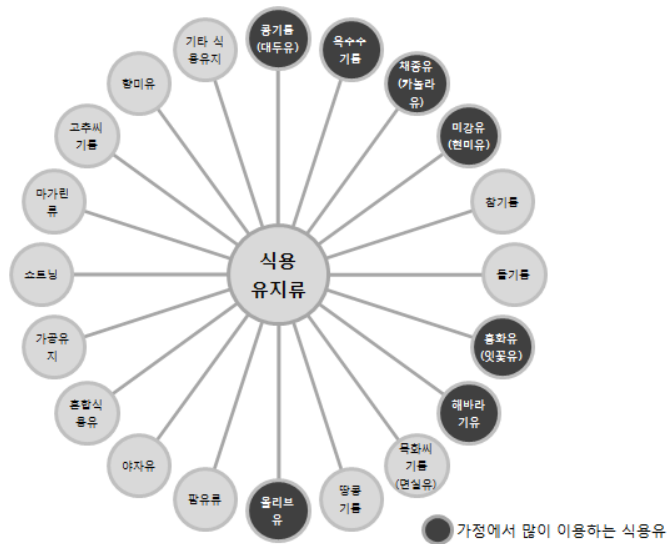 콩기름
(대두유)
옥수수
기름
채종유
(카놀라
유)
미강유
(현미유)
참기름
들기름
홍화유
(잇꽃유)
해바라
기유
목화씨
기름
(면실유)
땅콩
기름
올리브
유
팜유류
야자유
혼합식
용유
가공유
지
쇼트닝
마가린
류
고추씨
기름
향미유
기타 식
용유지
식용
유지류
가정에서 많이 이용하는 식용유